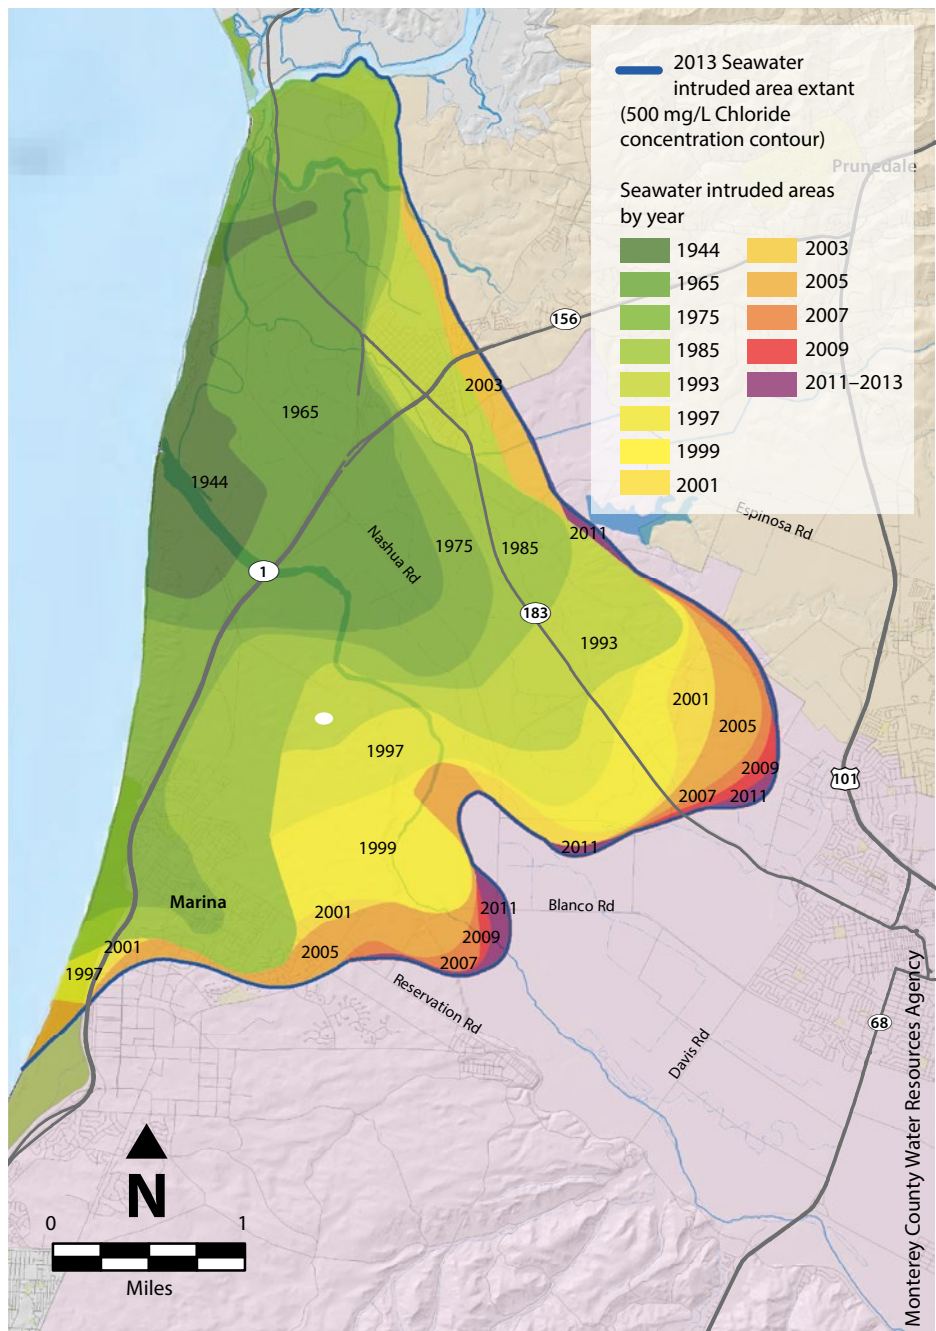 2013 Seawater
intruded area extant
(500 mg/L Chloride
concentration contour)
Prunedale
Seawater intruded areas
by year
1944
1965
1975
1985
1993
1997
1999
2001
2003
2005
2007
2009
2011–2013
156
2003
1965
1944
Espinosa Rd
2011
Nashua Rd
1975
1985
1
183
1993
2001
2005
1997
2009
101
2007
2011
1999
2011
Marina
2001
2011
Blanco Rd
2001
2005
2009
1997
2007
Reservation Rd
68
Davis Rd
N
0
1
Miles
Monterey County Water Resources Agency